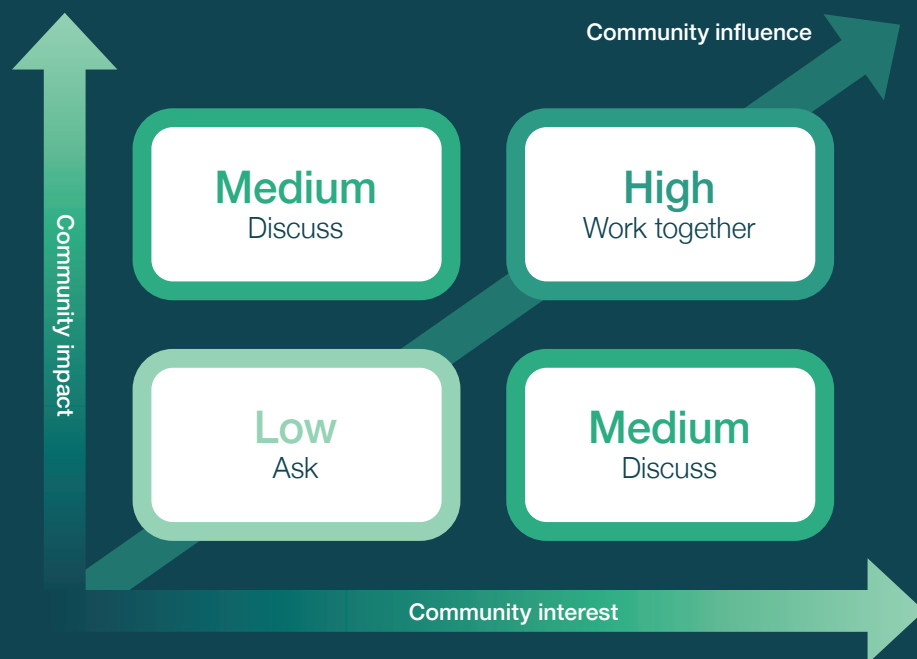 Community influence
Medium
Discuss
High
Work together
Community impact
Low
Ask
Medium
Discuss
Community interest